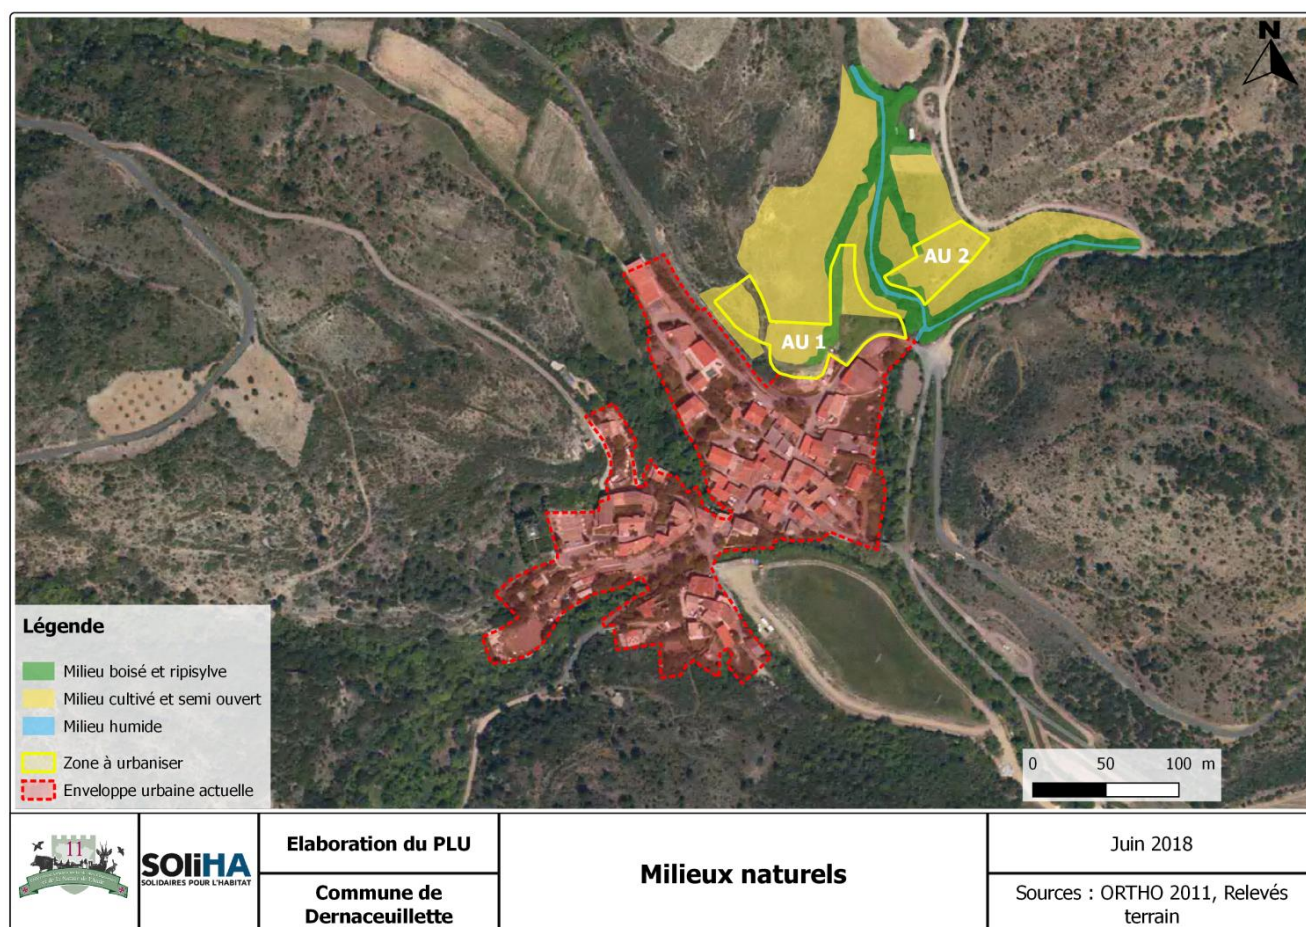 N
AU 2
AU 1
Légende
Milieu boisé et ripisylve
Milieu cultivé et semi ouvert
Milieu humide
Zone à urbaniser
Enveloppe urbaine actuelle
0 50 100 m
11
SOLiHA
SOLIDAIRES POUR L'HABITAT
Elaboration du PLU
Commune de
Dernaceuillette
Milieux naturels
Juin 2018
Sources : ORTHO 2011, Relevés
terrain